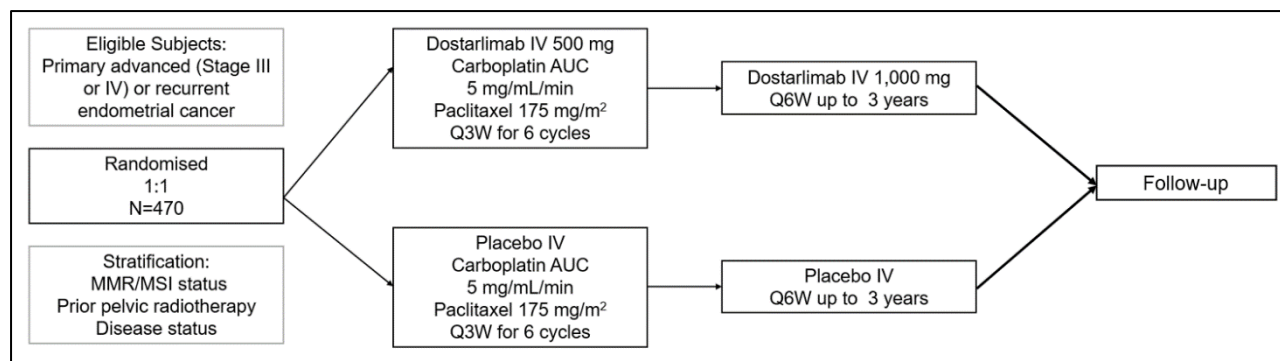 Eligible Subjects:
Primary advanced (Stage III
or IV) or recurrent
endometrial cancer
Randomised
1:1
N=470
Stratification:
MMR/MSI status
Prior pelvic radiotherapy
Disease status
Dostarlimab IV 500 mg
Carboplatin AUC
5 mg/mL/min
Paclitaxel 175 mg/m²
Q3W for 6 cycles
Placebo IV
Carboplatin AUC
5 mg/mL/min
Paclitaxel 175 mg/m²
Q3W for 6 cycles
Dostarlimab IV 1,000 mg
Q6W up to 3 years
Placebo IV
Q6W up to 3 years
Follow-up